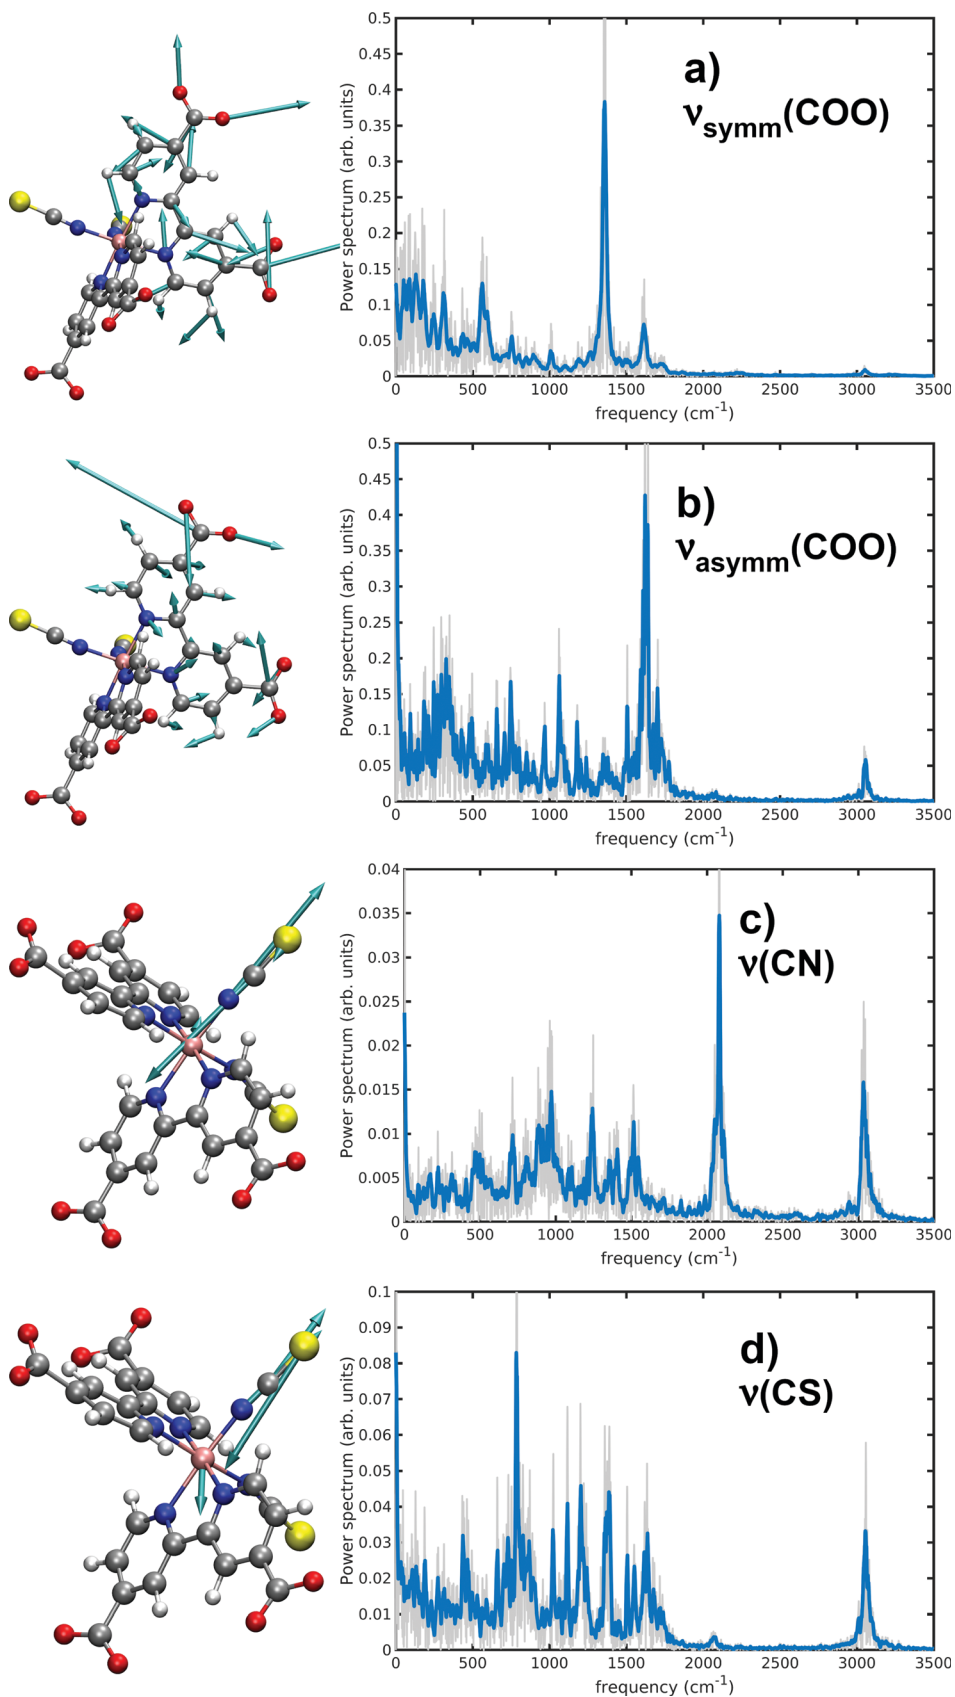 0.5
0.45
0.4
0.35
0.3
0.25
0.2
0.15
0.1
0.05
0
Power spectrum (arb. units)
a)
νsymm(COO)
0 500 1000 1500 2000 2500 3000 3500
frequency (cm-1)
0.5
0.45
0.4
0.35
0.3
0.25
0.2
0.15
0.1
0.05
0
Power spectrum (arb. units)
b)
νasymm(COO)
0 500 1000 1500 2000 2500 3000 3500
frequency (cm-1)
0.04
0.035
0.03
0.025
0.02
0.015
0.01
0.005
0
Power spectrum (arb. units)
c)
ν(CN)
0 500 1000 1500 2000 2500 3000 3500
frequency (cm-1)
0.1
0.09
0.08
0.07
0.06
0.05
0.04
0.03
0.02
0.01
0
Power spectrum (arb. units)
d)
ν(CS)
0 500 1000 1500 2000 2500 3000 3500
frequency (cm-1)